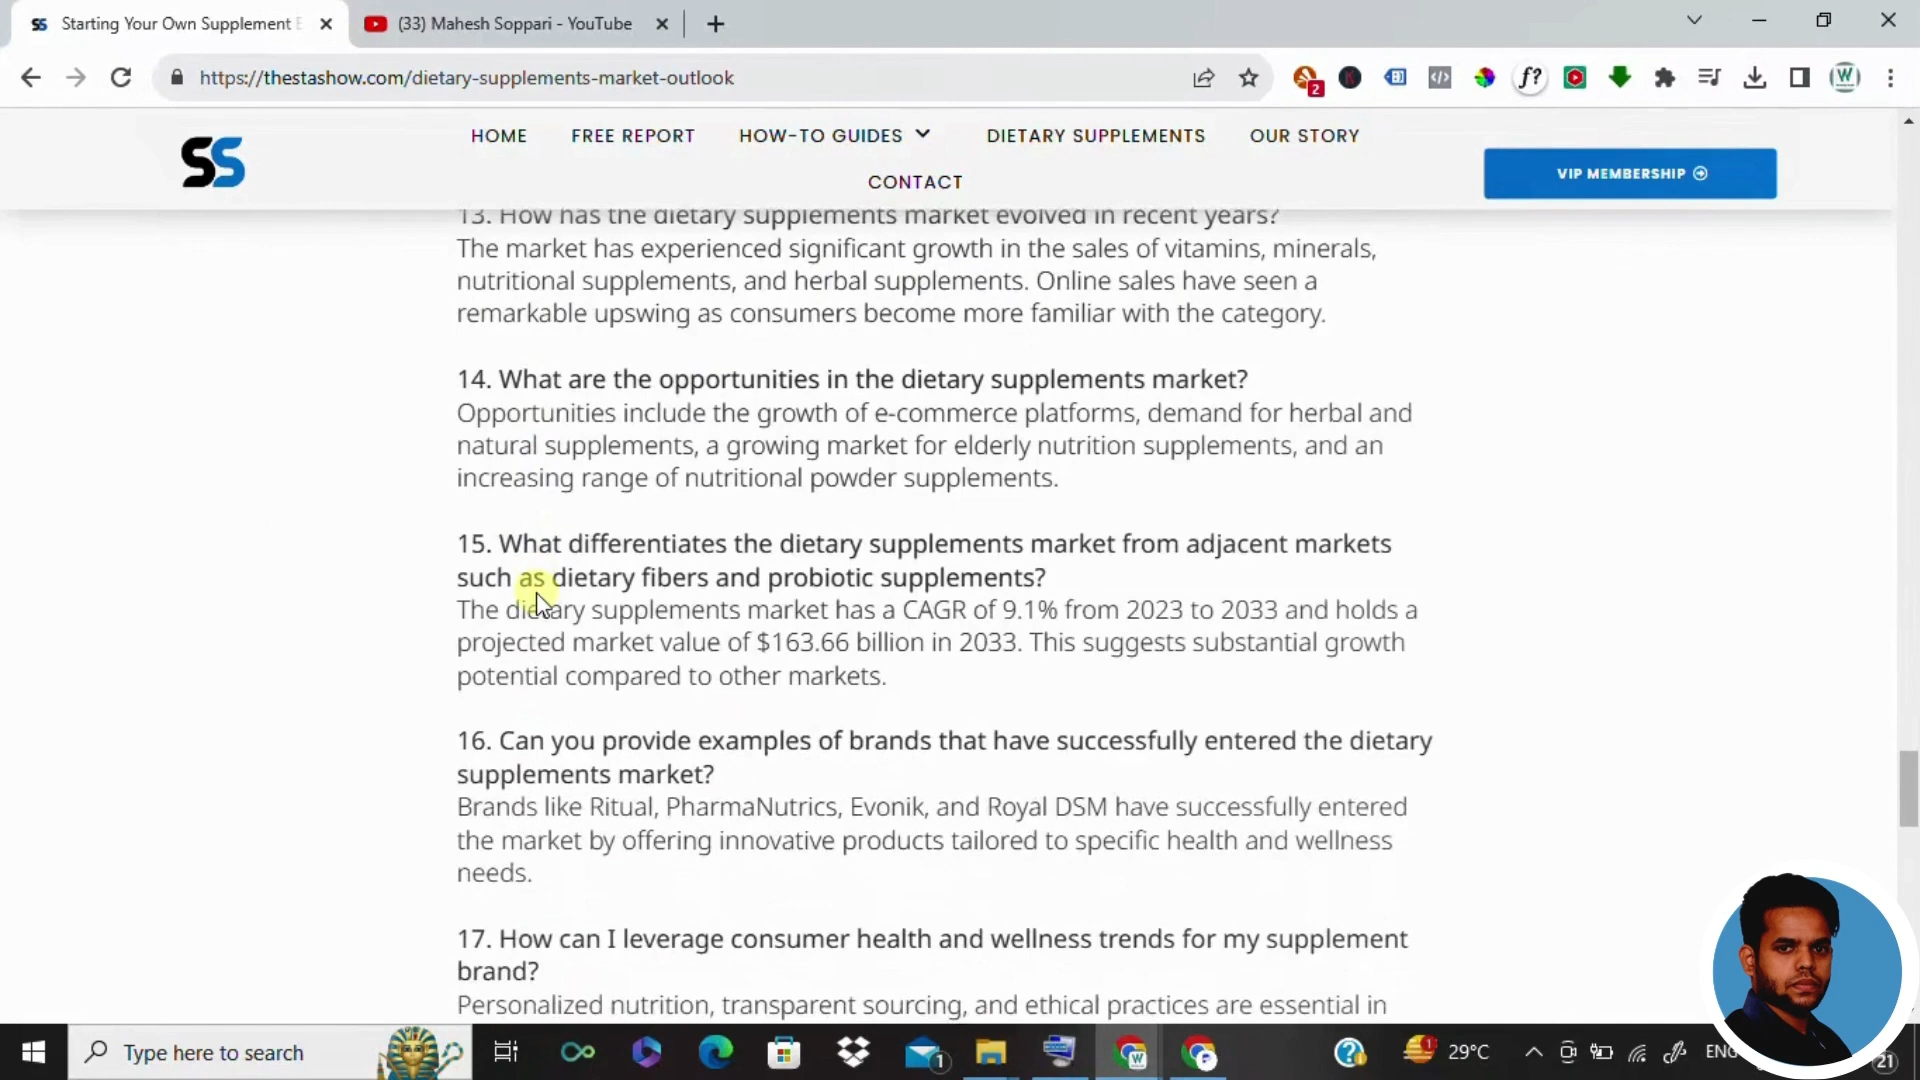 Starting Your Own Supplement E
(33) Mahesh Soppari - YouTube
https://thestashow.com/dietary-supplements-market-outlook
2
SS
HOME FREE REPORT HOW-TO GUIDES DIETARY SUPPLEMENTS OUR STORY
CONTACT
VIP MEMBERSHIP
13. How has the dietary supplements market evolved in recent years?
The market has experienced significant growth in the sales of vitamins, minerals,
nutritional supplements, and herbal supplements. Online sales have seen a
remarkable upswing as consumers become more familiar with the category.
14. What are the opportunities in the dietary supplements market?
Opportunities include the growth of e-commerce platforms, demand for herbal and
natural supplements, a growing market for elderly nutrition supplements, and an
increasing range of nutritional powder supplements.
15. What differentiates the dietary supplements market from adjacent markets
such as dietary fibers and probiotic supplements?
The dietary supplements market has a CAGR of 9.1% from 2023 to 2033 and holds a
projected market value of $163.66 billion in 2033. This suggests substantial growth
potential compared to other markets.
16. Can you provide examples of brands that have successfully entered the dietary
supplements market?
Brands like Ritual, PharmaNutrics, Evonik, and Royal DSM have successfully entered
the market by offering innovative products tailored to specific health and wellness
needs.
17. How can I leverage consumer health and wellness trends for my supplement
brand?
Personalized nutrition, transparent sourcing, and ethical practices are essential in
Type here to search
1
29°C
ENG
21